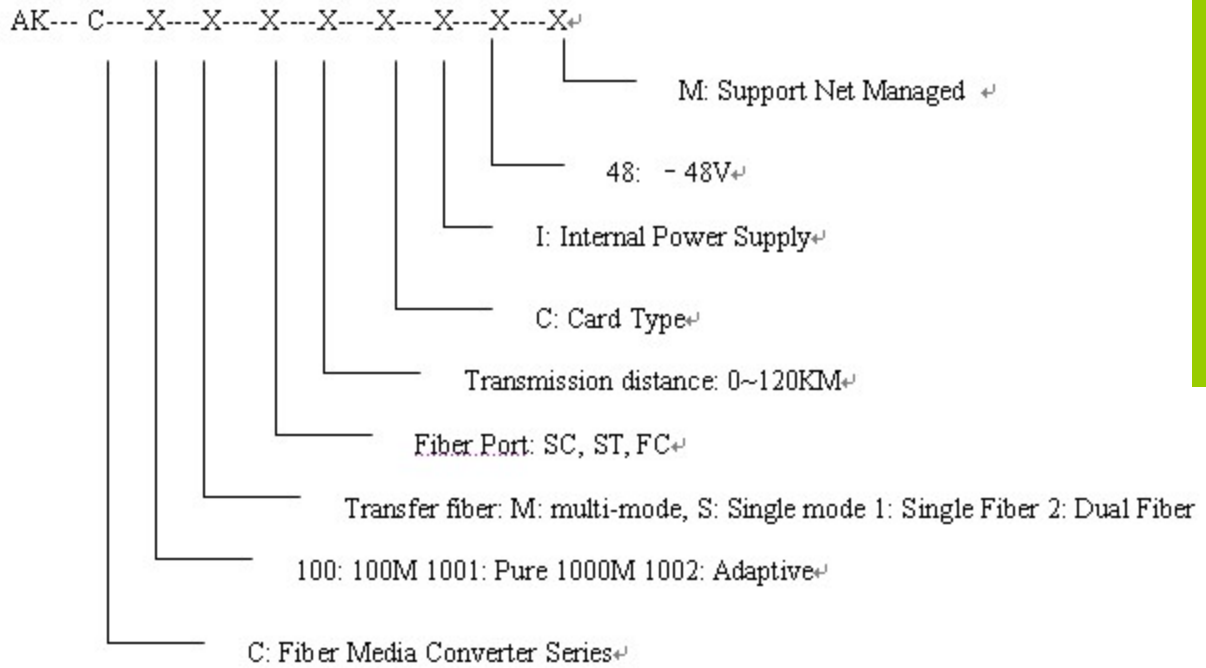 AK--- C----X----X----X----X----X----X----X----X↵
M: Support Net Managed ↵
48: －48V↵
I: Internal Power Supply↵
C: Card Type↵
Transmission distance: 0~120KM↵
Fiber Port: SC, ST, FC↵
Transfer fiber: M: multi-mode, S: Single mode 1: Single Fiber 2: Dual Fiber
100: 100M 1001: Pure 1000M 1002: Adaptive↵
C: Fiber Media Converter Series↵